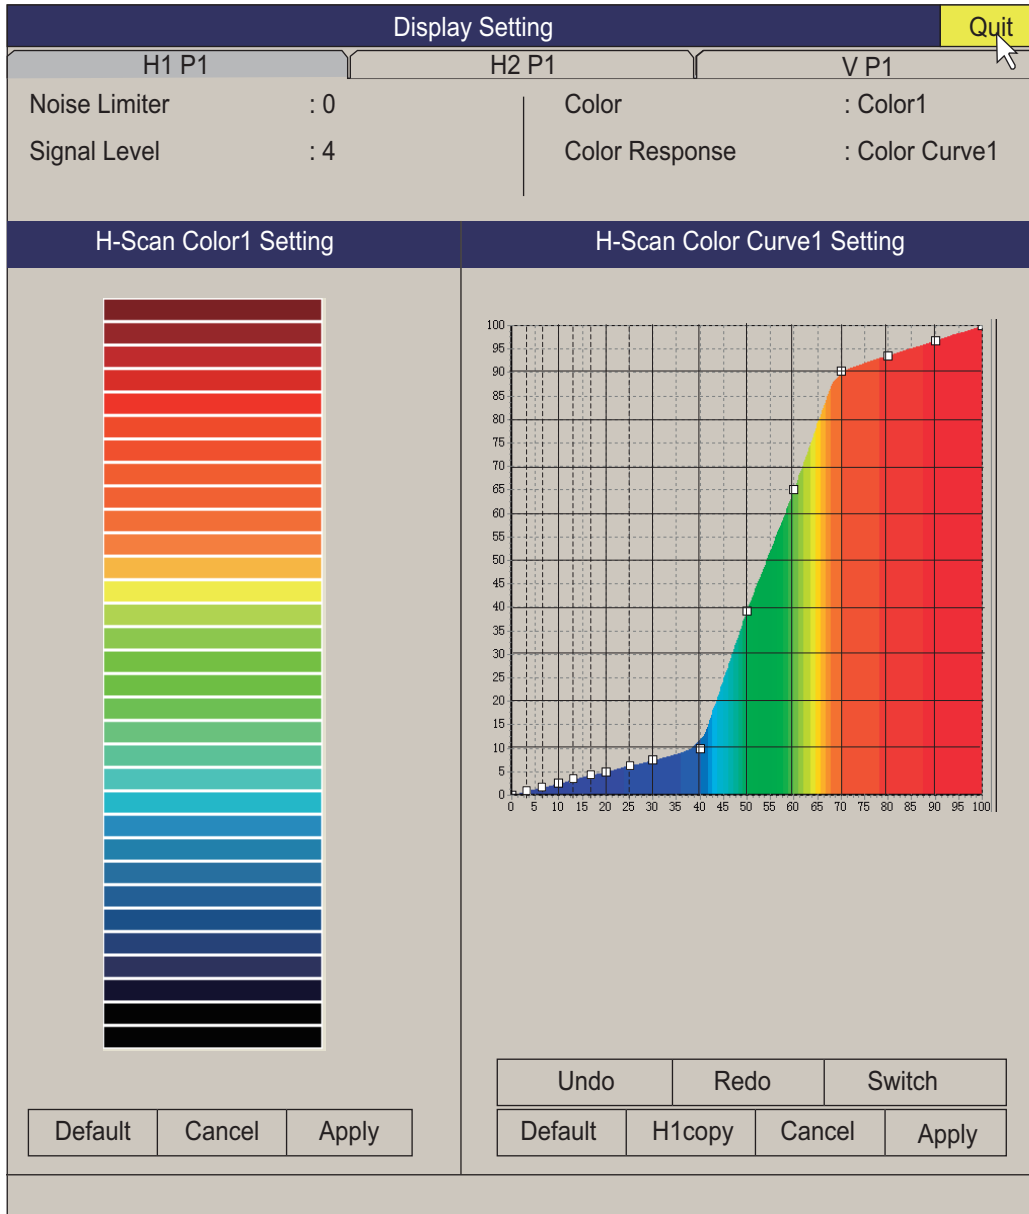 Display Setting Quit
H1 P1 H2 P1 V P1
Noise Limiter : 0 Color : Color1
Signal Level : 4 Color Response : Color Curve1
H-Scan Color1 Setting H-Scan Color Curve1 Setting
100
95
90
85
80
75
70
65
60
55
50
45
40
35
30
25
20
15
10
5
0
0 5 10 15 20 25 30 35 40 45 50 55 60 65 70 75 80 85 90 95 100
Undo Redo Switch
Default Cancel Apply Default H1copy Cancel Apply